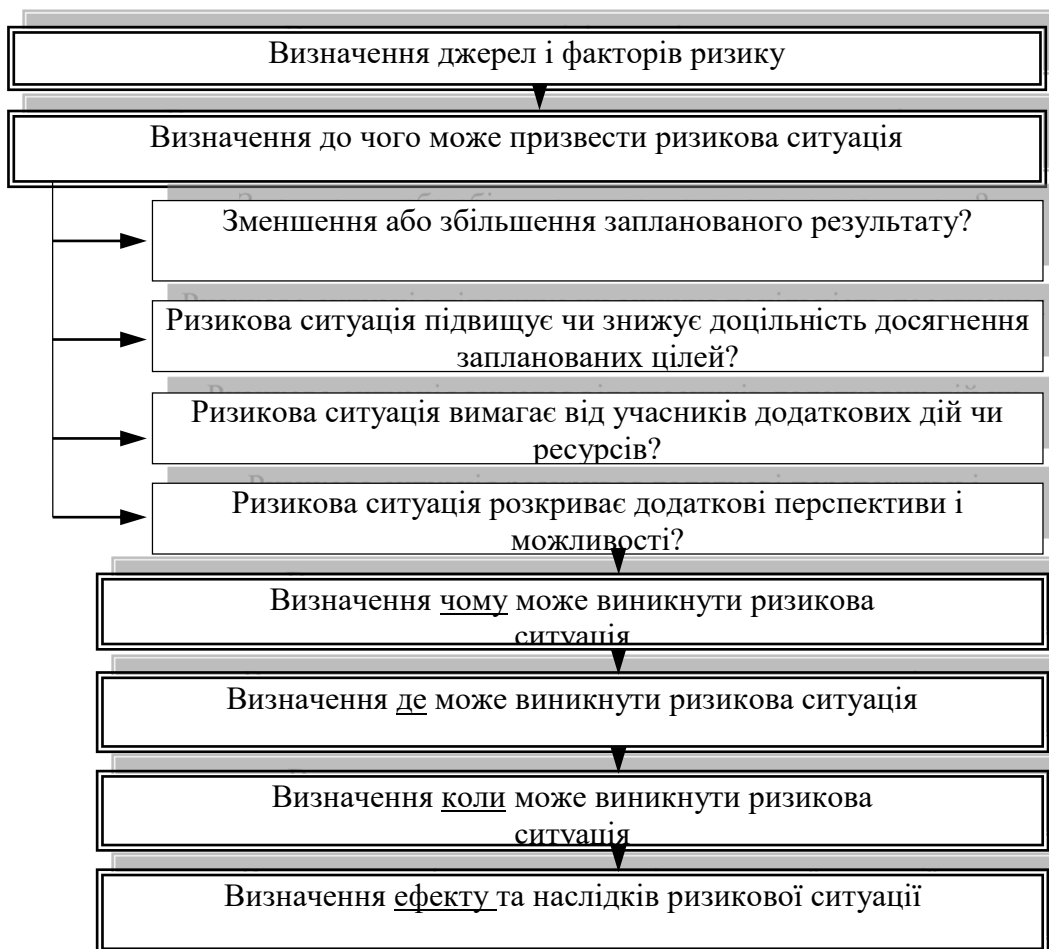 Визначення джерел і факторів ризику
Визначення до чого може призвести ризикова ситуація
Зменшення або збільшення запланованого результату?
Ризикова ситуація підвищує чи знижує доцільність досягнення
запланованих цілей?
Ризикова ситуація вимагає від учасників додаткових дій чи
ресурсів?
Ризикова ситуація розкриває додаткові перспективи і
можливості?
Визначення чому може виникнути ризикова
ситуація
Визначення де може виникнути ризикова ситуація
Визначення коли може виникнути ризикова
ситуація
Визначення ефекту та наслідків ризикової ситуації